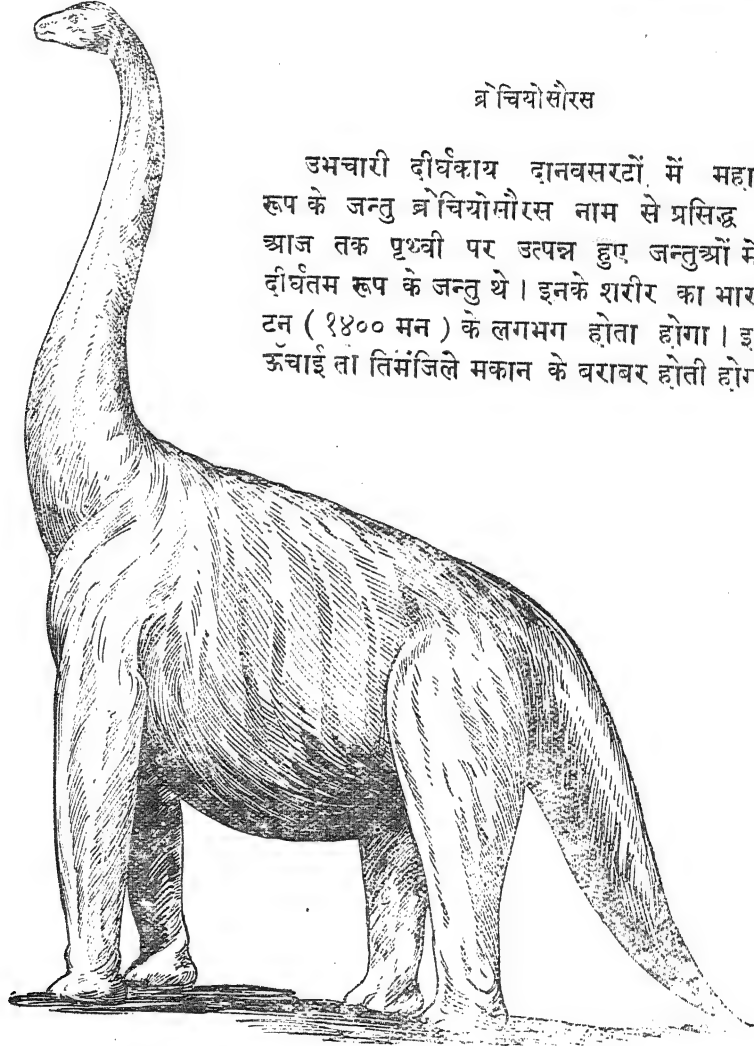 ब्रेचियोसौरस
उभचारी दीर्घकाय दानवसरटों में महा
रूप के जन्तु ब्रेचियोसौरस नाम से प्रसिद्ध
आज तक पृथ्वी पर उत्पन्न हुए जन्तुओं में
दीर्घतम रूप के जन्तु थे। इनके शरीर का भार
टन ( १४०० मन ) के लगभग होता होगा। इ
ऊँचाई ता तिमंजिले मकान के बराबर होती होग